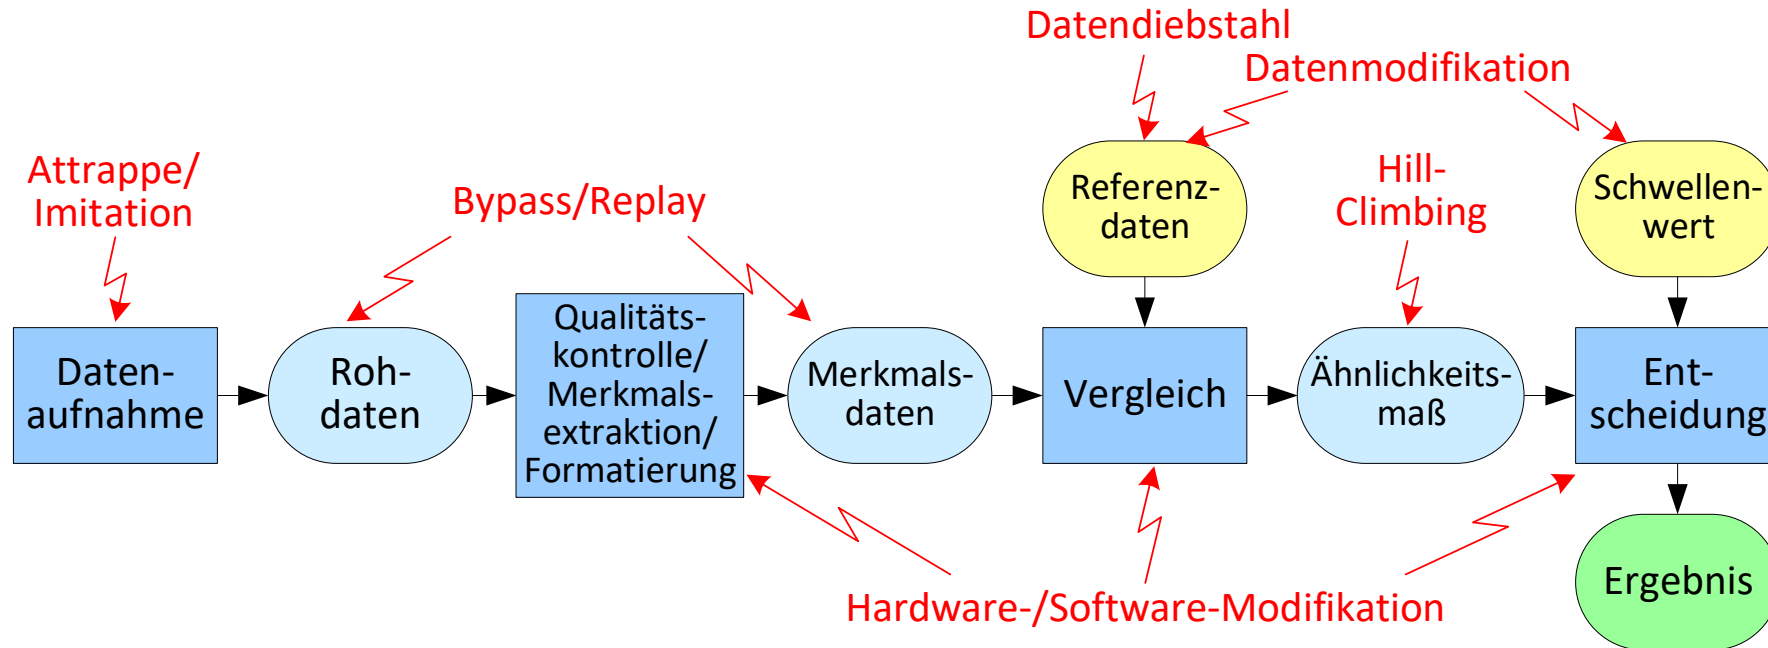 Datendiebstahl
Datenmodifikation
Attrappe/
Imitation
Bypass/Replay
Referenz-
daten
Hill-
Climbing
Schwellen-
wert
Daten-
aufnahme
Roh-
daten
Qualitäts-
kontrolle/
Merkmals-
extraktion/
Formatierung
Merkmals-
daten
Vergleich
Ähnlichkeits-
maß
Ent-
scheidung
Hardware-/Software-Modifikation
Ergebnis